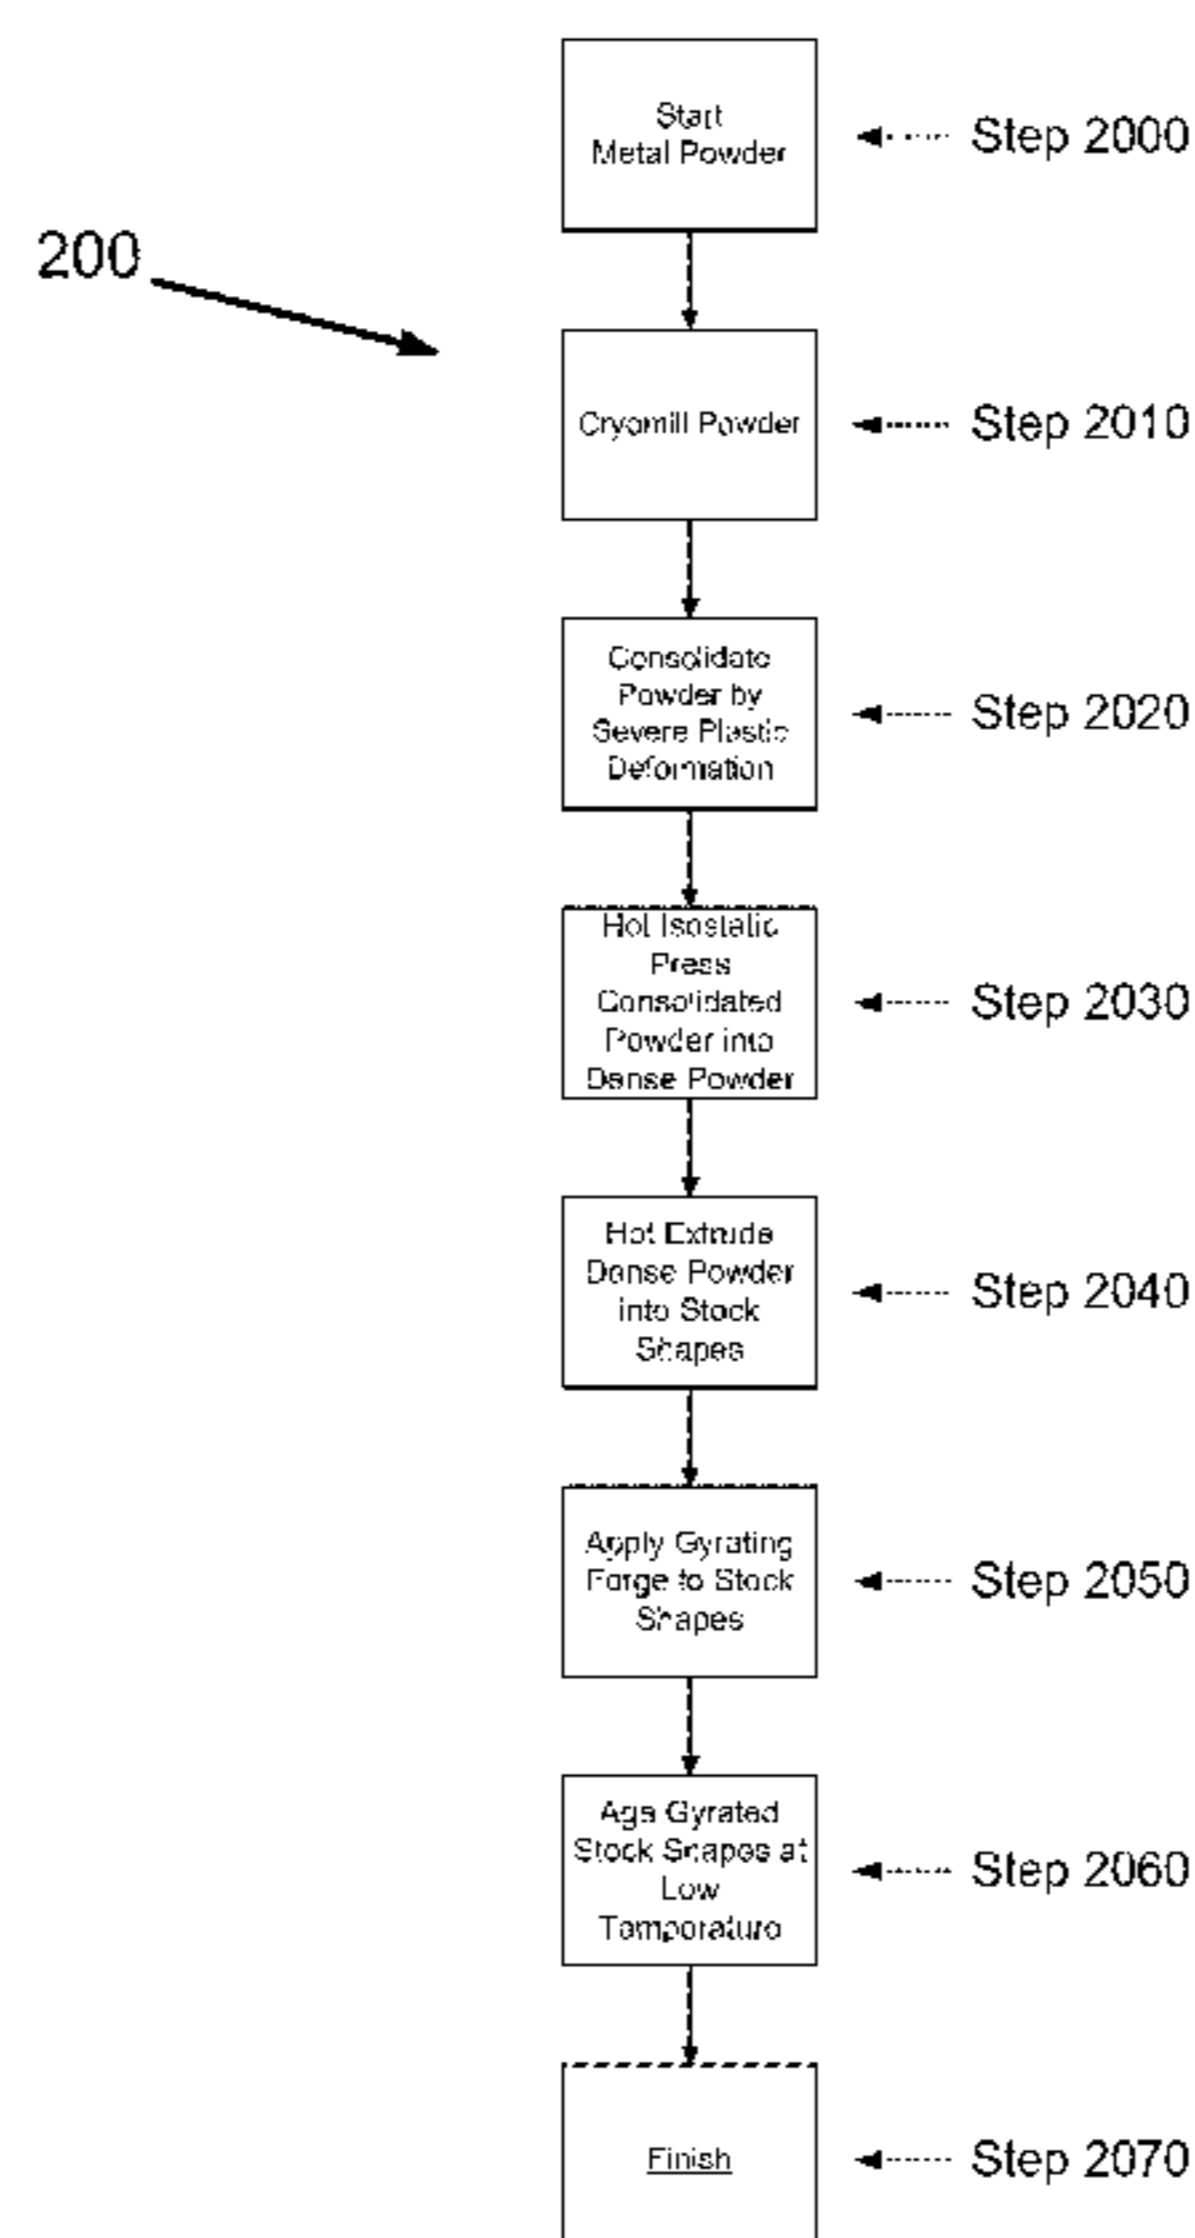 Start
Metal Powder
Step 2000
200
Cryomill Powder
Step 2010
Consolidate
Powder by
Severe Plastic
Deformation
Step 2020
Hot Isostatic
Press
Consolidated
Powder into
Dense Powder
Step 2030
Hot Extrude
Dense Powder
into Stock
Shapes
Step 2040
Apply Gyrating
Forge to Stock
Shapes
Step 2050
Age Gyrated
Stock Shapes at
Low
Temperature
Step 2060
Finish
Step 2070